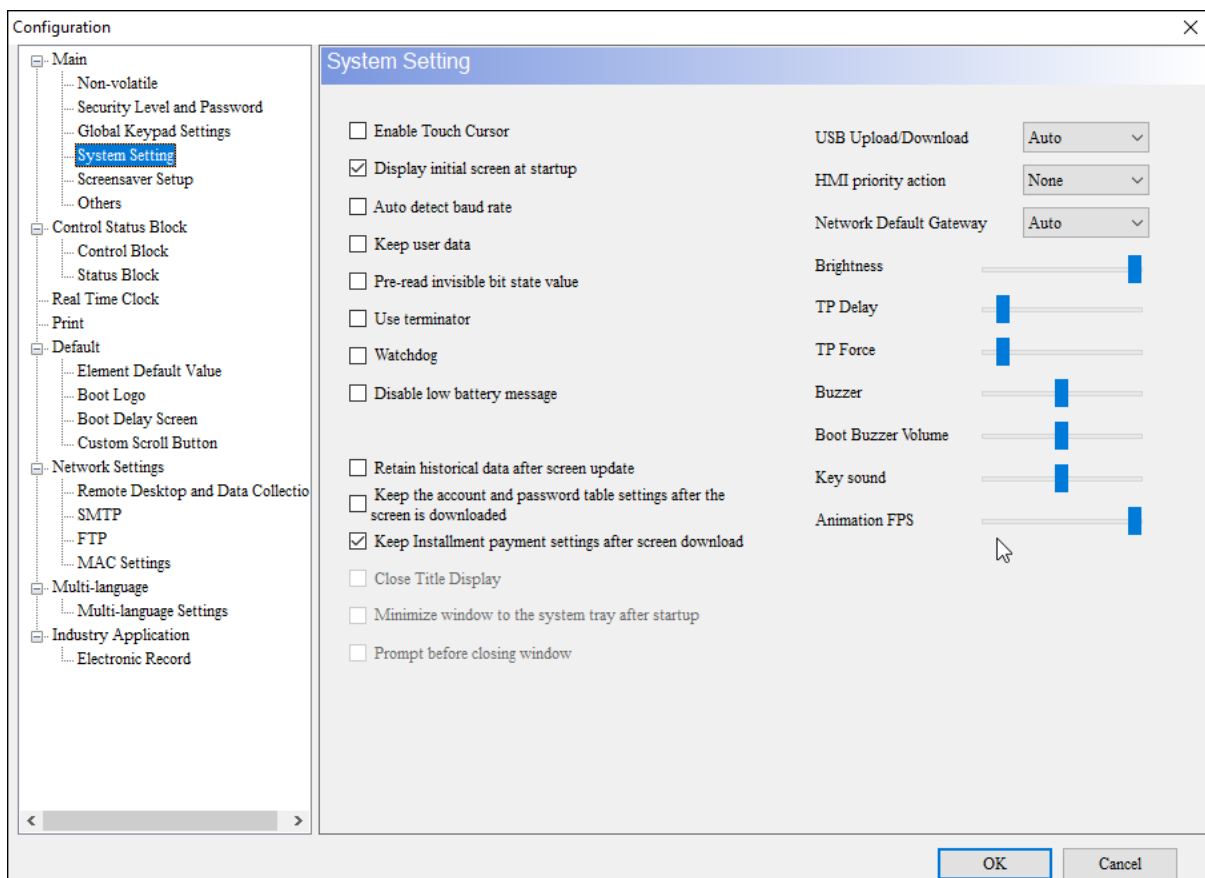 Configuration
Main
Non-volatile
Security Level and Password
Global Keypad Settings
System Setting
Screensaver Setup
Others
Control Status Block
Control Block
Status Block
Real Time Clock
Print
Default
Element Default Value
Boot Logo
Boot Delay Screen
Custom Scroll Button
Network Settings
Remote Desktop and Data Collectio
SMTP
FTP
MAC Settings
Multi-language
Multi-language Settings
Industry Application
Electronic Record
System Setting
Enable Touch Cursor
Display initial screen at startup
Auto detect baud rate
Keep user data
Pre-read invisible bit state value
Use terminator
Watchdog
Disable low battery message
Retain historical data after screen update
Keep the account and password table settings after the
screen is downloaded
Keep Installment payment settings after screen download
Close Title Display
Minimize window to the system tray after startup
Prompt before closing window
USB Upload/Download Auto
HMI priority action None
Network Default Gateway Auto
Brightness
TP Delay
TP Force
Buzzer
Boot Buzzer Volume
Key sound
Animation FPS
OK Cancel